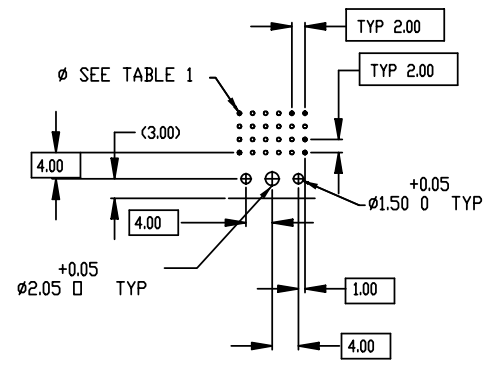 TYP 2.00
TYP 2.00
Ø SEE TABLE 1
(3.00)
4.00
+0.05
Ø1.50 0 TYP
4.00
+0.05
Ø2.05 0 TYP
1.00
4.00